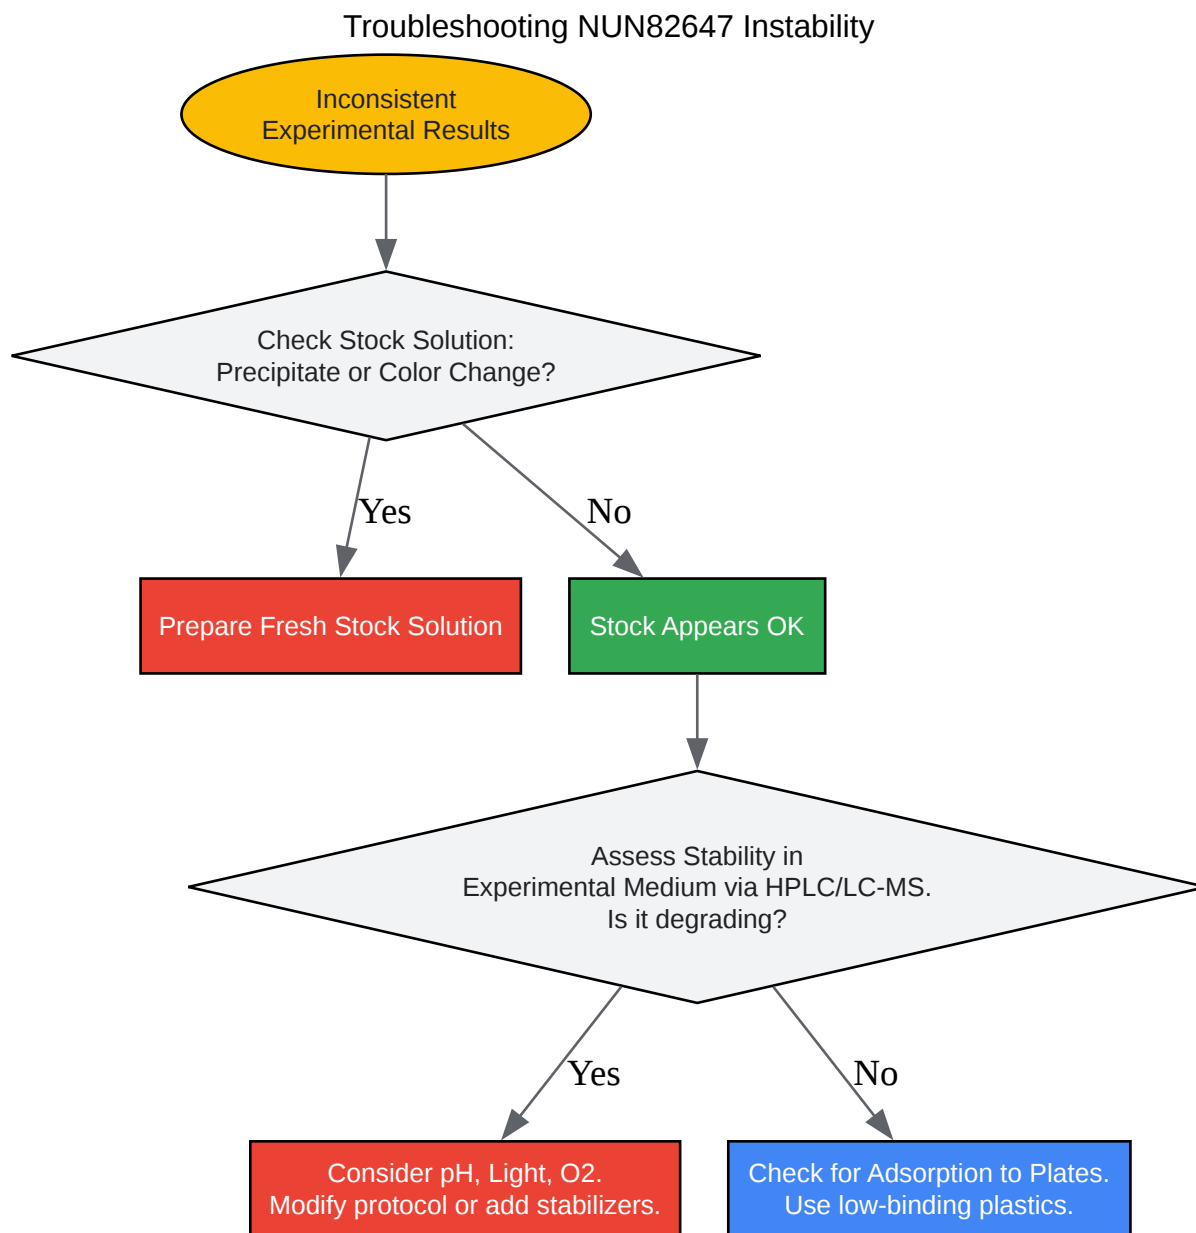 Troubleshooting NUN82647 Instability
Inconsistent
Experimental Results
Check Stock Solution:
Precipitate or Color Change?
Yes
No
Prepare Fresh Stock Solution
Stock Appears OK
Assess Stability in
Experimental Medium via HPLC/LC-MS.
Is it degrading?
Yes
No
Consider pH, Light, O2.
Modify protocol or add stabilizers.
Check for Adsorption to Plates.
Use low-binding plastics.